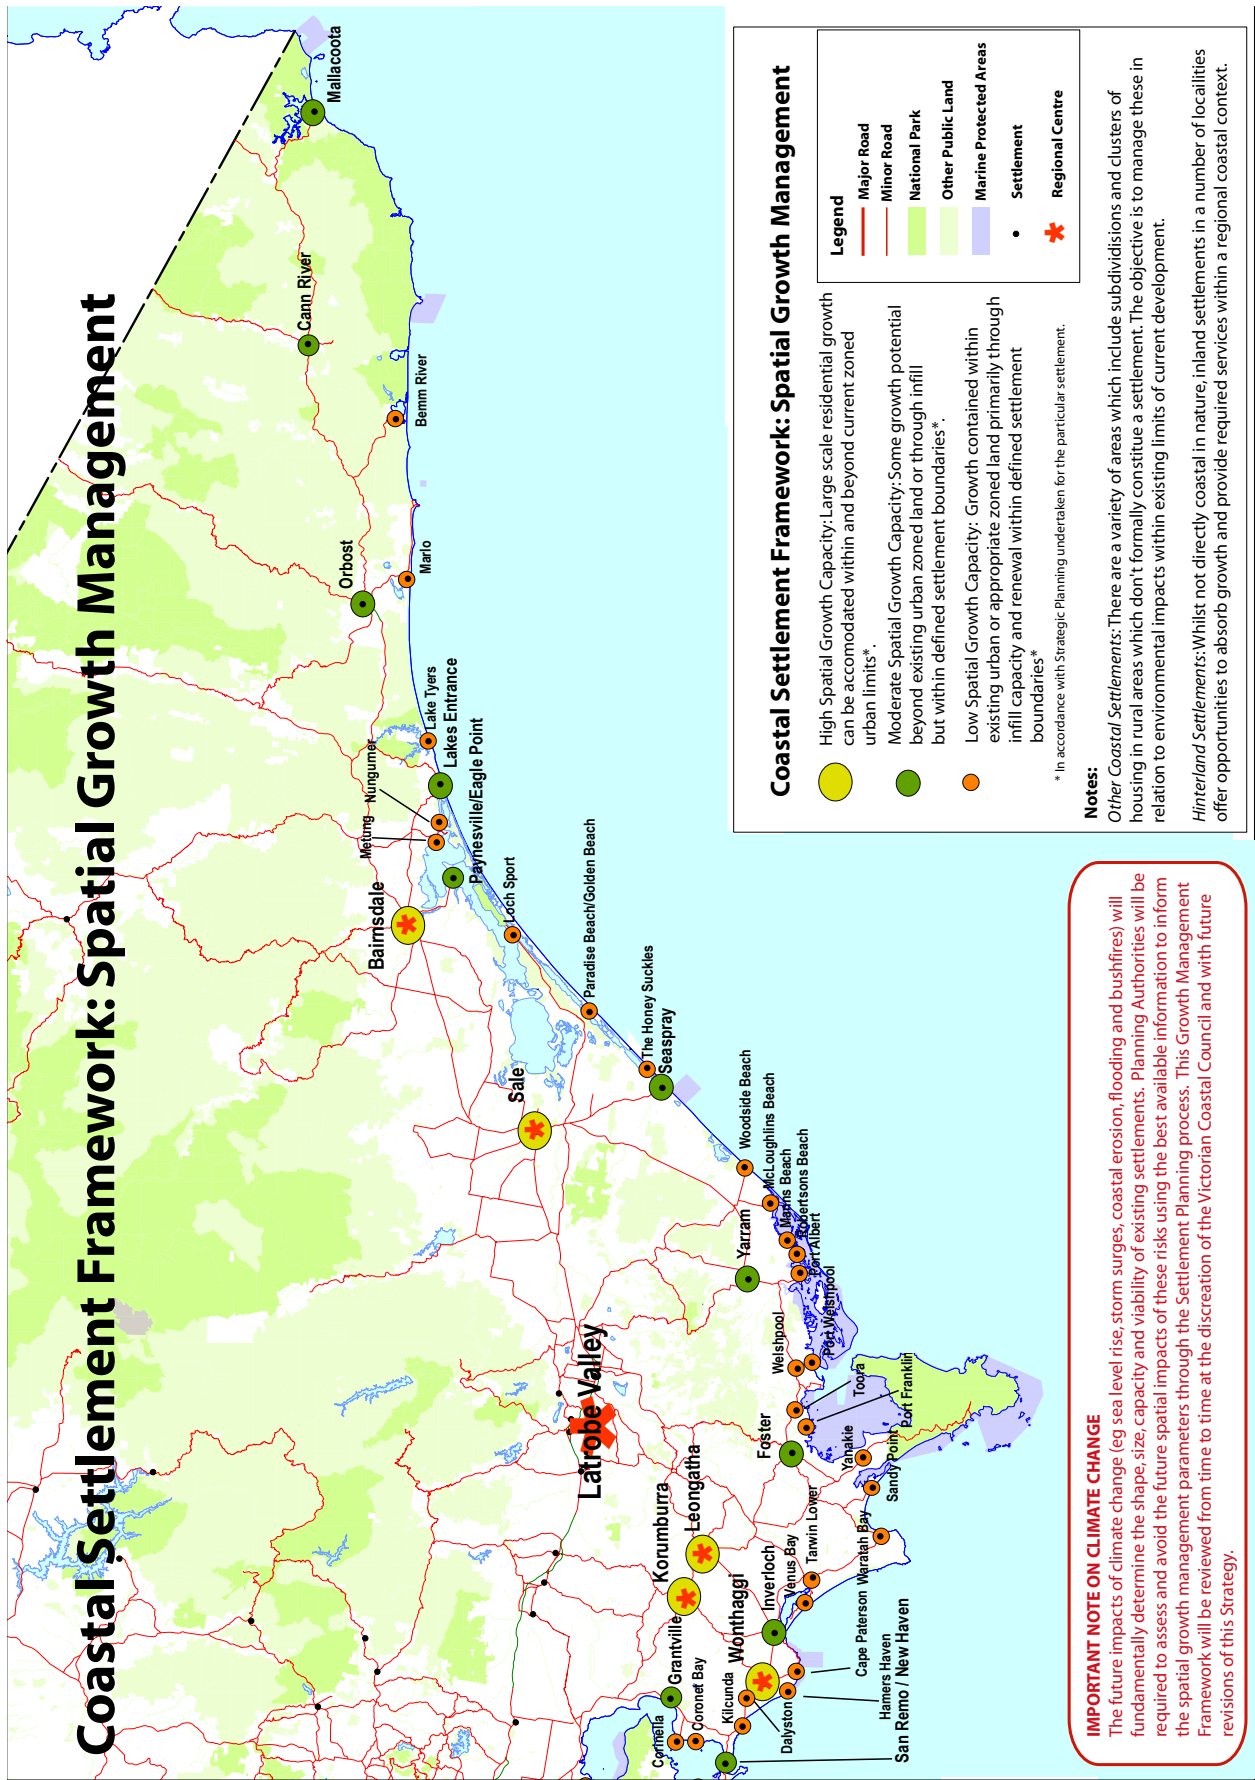 Coastal Settlement Framework: Spatial Growth Management
Mallacoota
Cann River
Bemm River
Orbost
Marlo
Lake Tyers
Lakes Entrance
Nungumer
Metung
Paynesville/Eagle Point
Bairnsdale
Loch Sport
Paradise Beach/Golden Beach
The Honey Suckles
Seaspray
Sale
Woodside Beach
McLoughlins Beach
Manns Beach
Robertsons Beach
Port Albert
Yarram
Port Welshpool
Welshpool
Toora
Port Franklin
Foster
Yanakie
Sandy Point
Latrobe Valley
Leongatha
Korumburra
Waratah Bay
Tarwin Lower
Venus Bay
Inverloch
Wonthaggi
Cape Paterson
Hamers Haven
San Remo / New Haven
Dalyston
Kilcunda
Grantville
Coronet Bay
Corinella
Coastal Settlement Framework: Spatial Growth Management
High Spatial Growth Capacity: Large scale residential growth
can be accomodated within and beyond current zoned
urban limits*.
Moderate Spatial Growth Capacity: Some growth potential
beyond existing urban zoned land or through infill
but within defined settlement boundaries*.
Low Spatial Growth Capacity: Growth contained within
existing urban or appropriate zoned land primarily through
infill capacity and renewal within defined settlement
boundaries*
* In accordance with Strategic Planning undertaken for the particular settlement.
Legend
Major Road
Minor Road
National Park
Other Public Land
Marine Protected Areas
Settlement
Regional Centre
Notes:
Other Coastal Settlements: There are a variety of areas which include subdividisions and clusters of
housing in rural areas which don't formally constitute a settlement. The objective is to manage these in
relation to environmental impacts within existing limits of current development.
Hinterland Settlements: Whilst not directly coastal in nature, inland settlements in a number of locailities
offer opportunities to absorb growth and provide required services within a regional coastal context.
IMPORTANT NOTE ON CLIMATE CHANGE
The future impacts of climate change (eg sea level rise, storm surges, coastal erosion, flooding and bushfires) will
fundamentally determine the shape, size, capacity and viability of existing settlements. Planning Authorities will be
required to assess and avoid the future spatial impacts of these risks using the best available information to inform
the spatial growth management parameters through the Settlement Planning process. This Growth Management
Framework will be reviewed from time to time at the discretion of the Victorian Coastal Council and with future
revisions of this Strategy.